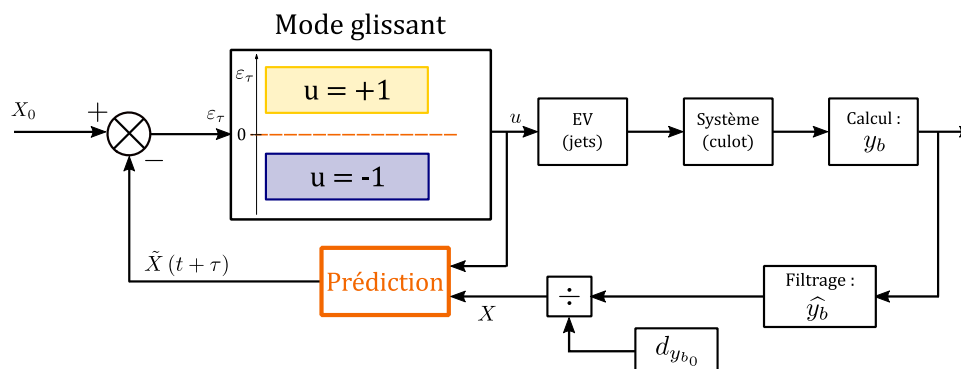 Mode glissant
X₀
+
−
ε_τ
ε_τ
0
u = +1
u = -1
u
EV
(jets)
Système
(culot)
Calcul :
y_b
X̃ (t + τ)
Prédiction
X
÷
Filtrage :
ŷ_b
d_{y_{b_0}}